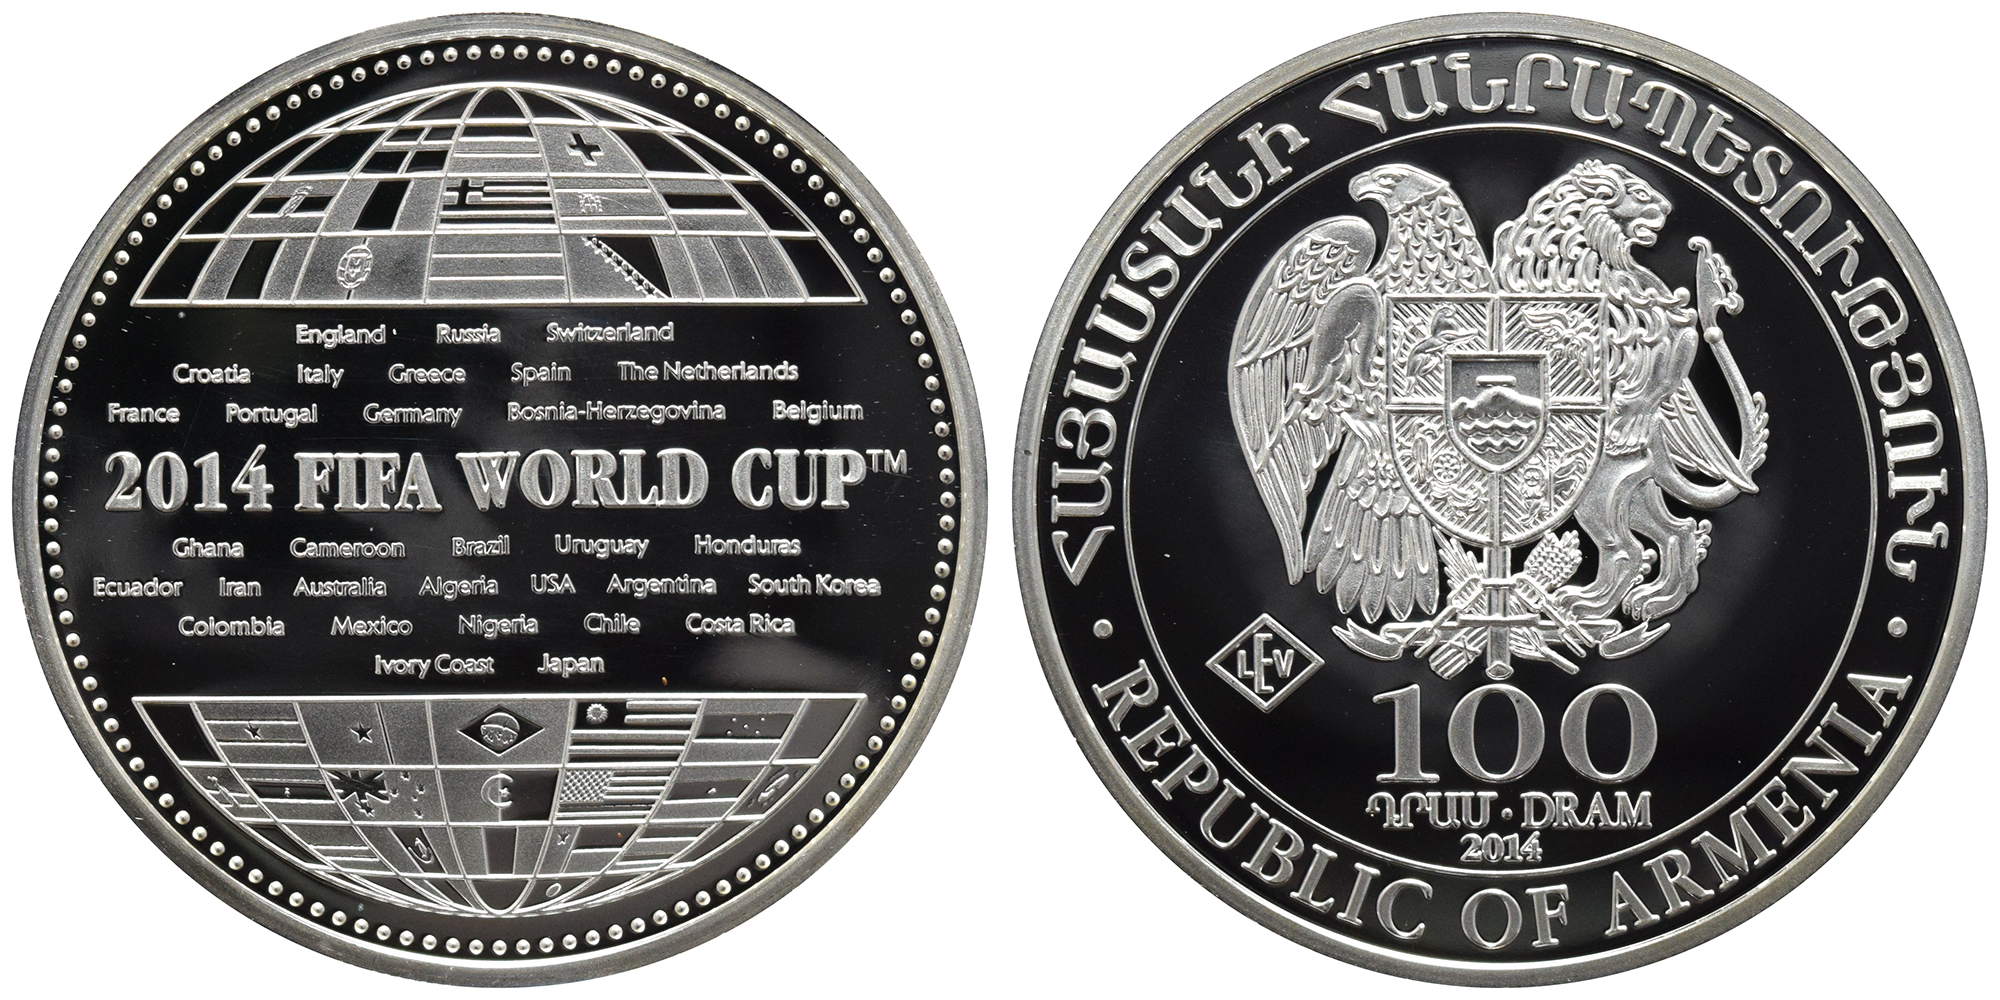 England Russia Switzerland
Croatia Italy Greece Spain The Netherlands
France Portugal Germany Bosnia-Herzegovina Belgium
2014 FIFA WORLD CUP™
Ghana Cameroon Brazil Uruguay Honduras
Ecuador Iran Australia Algeria USA Argentina South Korea
Colombia Mexico Nigeria Chile Costa Rica
Ivory Coast Japan
ՀԱՅԱՍՏԱՆԻ ՀԱՆՐԱՊԵՏՈՒԹՅՈՒՆ
LEV
100
ԴՐԱՄ · DRAM
2014
· REPUBLIC OF ARMENIA ·